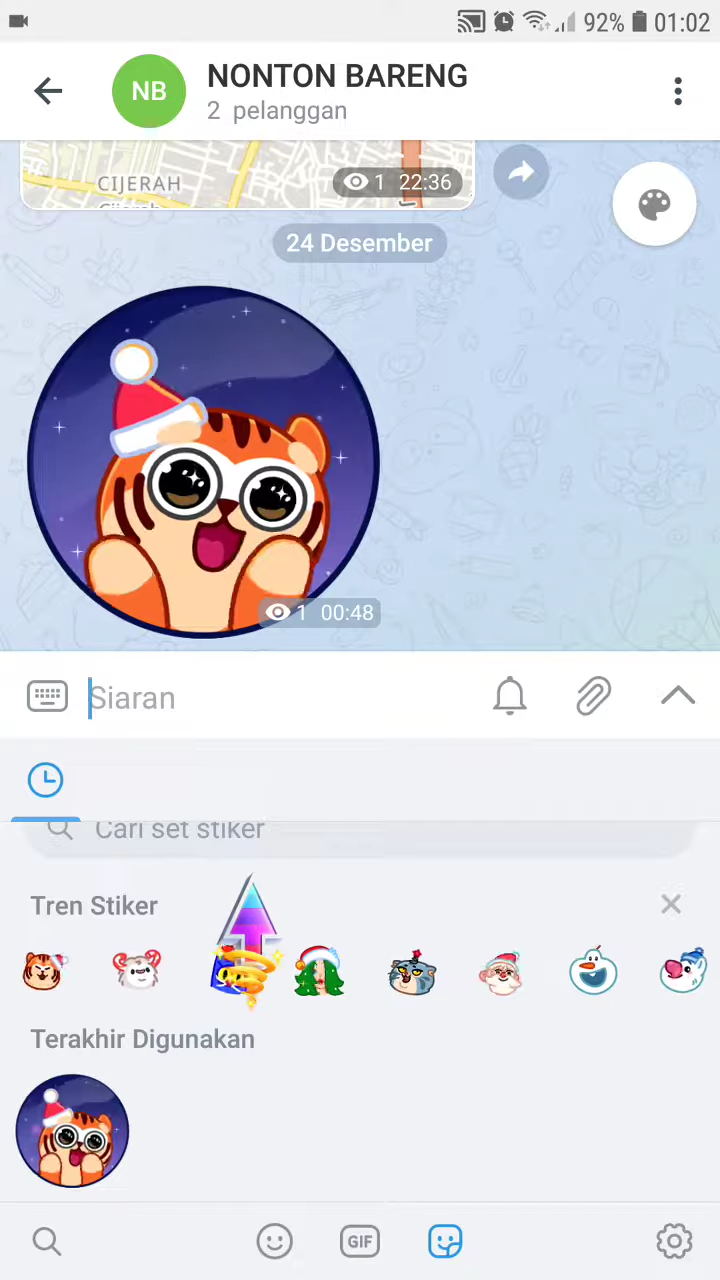 92% 01:02
NB
NONTON BARENG
2 pelanggan
CIJERAH
1 22:36
24 Desember
1 00:48
Siaran
Cari set stiker
Tren Stiker
Terakhir Digunakan
GIF